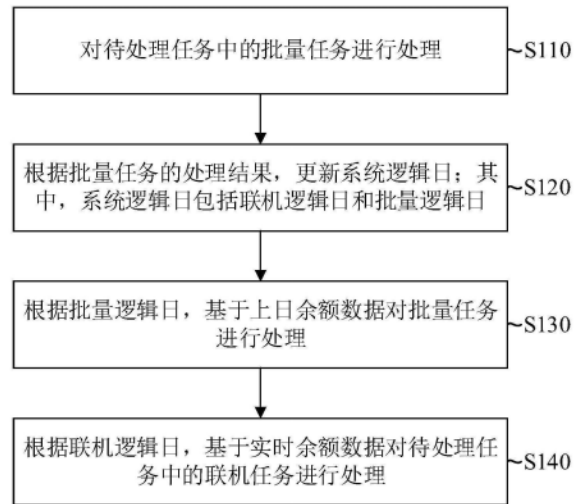 对待处理任务中的批量任务进行处理
S110
根据批量任务的处理结果，更新系统逻辑日；其
中，系统逻辑日包括联机逻辑日和批量逻辑日
S120
根据批量逻辑日，基于上日余额数据对批量任务
进行处理
S130
根据联机逻辑日，基于实时余额数据对待处理任
务中的联机任务进行处理
S140